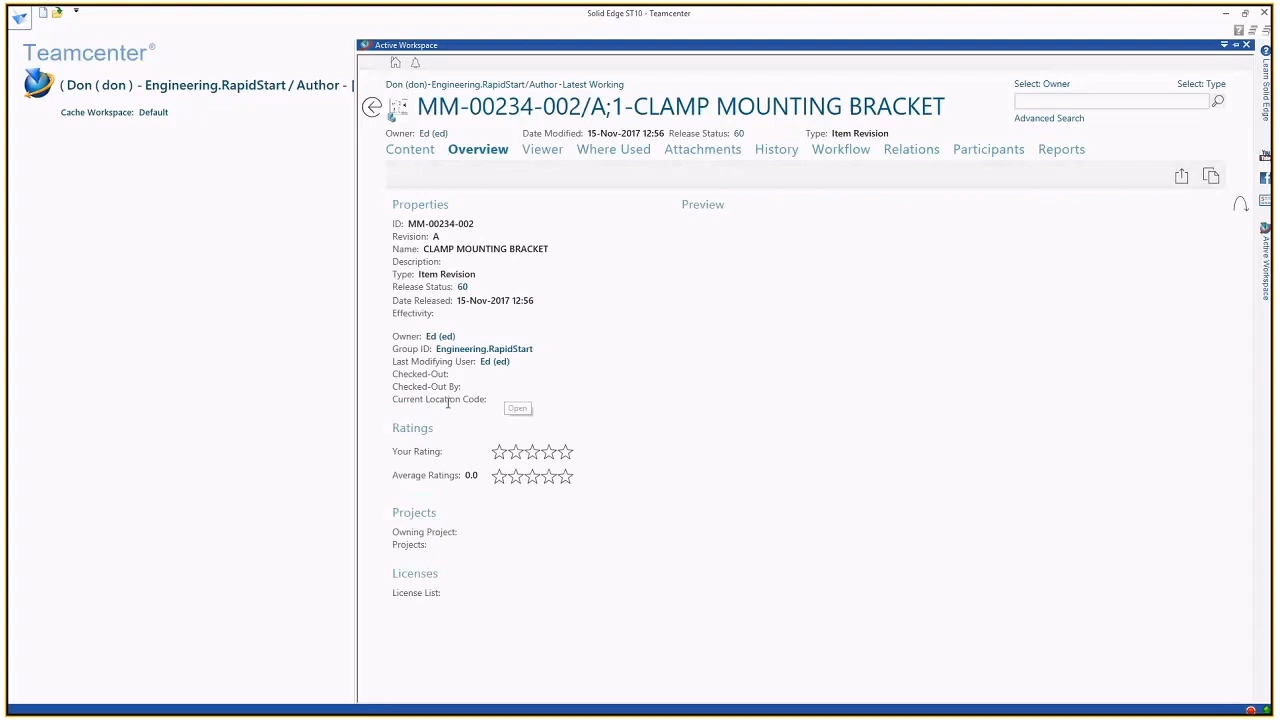 Solid Edge ST10 - Teamcenter
Teamcenter®
( Don ( don ) - Engineering.RapidStart / Author - |
Cache Workspace: Default
Active Workspace
Don (don)-Engineering.RapidStart/Author-Latest Working
MM-00234-002/A;1-CLAMP MOUNTING BRACKET
Owner: Ed (ed) Date Modified: 15-Nov-2017 12:56 Release Status: 60 Type: Item Revision
Select: Owner Select: Type
Advanced Search
Content Overview Viewer Where Used Attachments History Workflow Relations Participants Reports
Properties
ID: MM-00234-002
Revision: A
Name: CLAMP MOUNTING BRACKET
Description:
Type: Item Revision
Release Status: 60
Date Released: 15-Nov-2017 12:56
Effectivity:
Owner: Ed (ed)
Group ID: Engineering.RapidStart
Last Modifying User: Ed (ed)
Checked-Out:
Checked-Out By:
Current Location Code:
Open
Ratings
Your Rating:
Average Ratings: 0.0
Projects
Owning Project:
Projects:
Licenses
License List:
Preview
Learn Solid Edge
You
Active Workspace